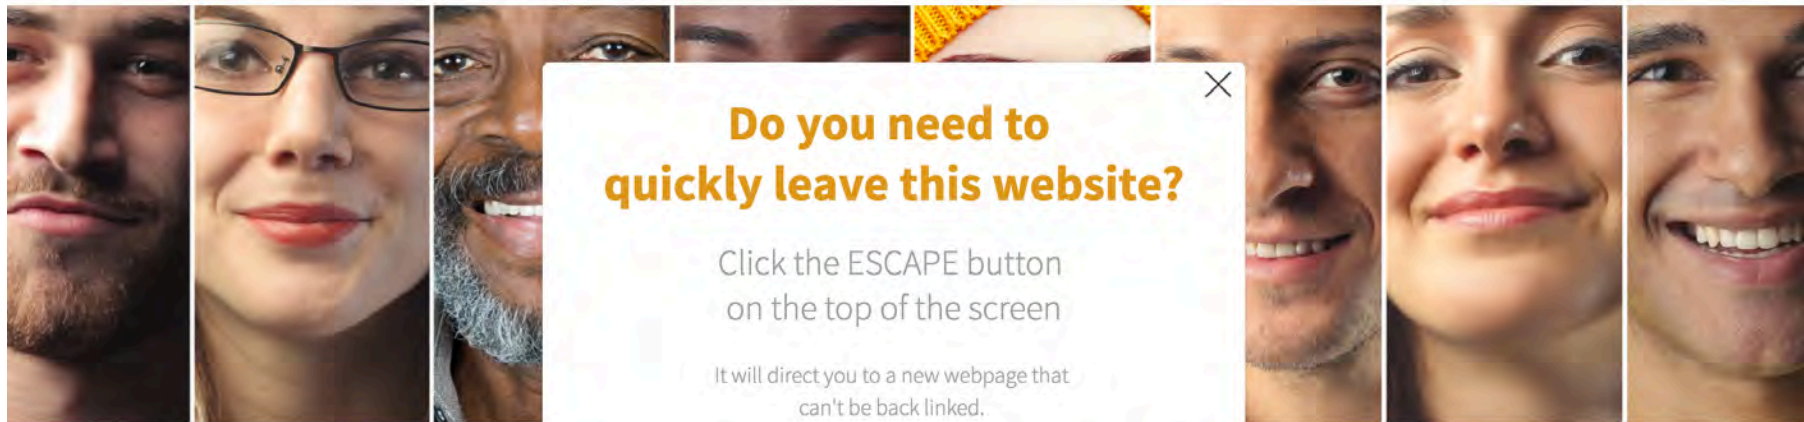 Do you need to
quickly leave this website?
Click the ESCAPE button
on the top of the screen
It will direct you to a new webpage that
can't be back linked.